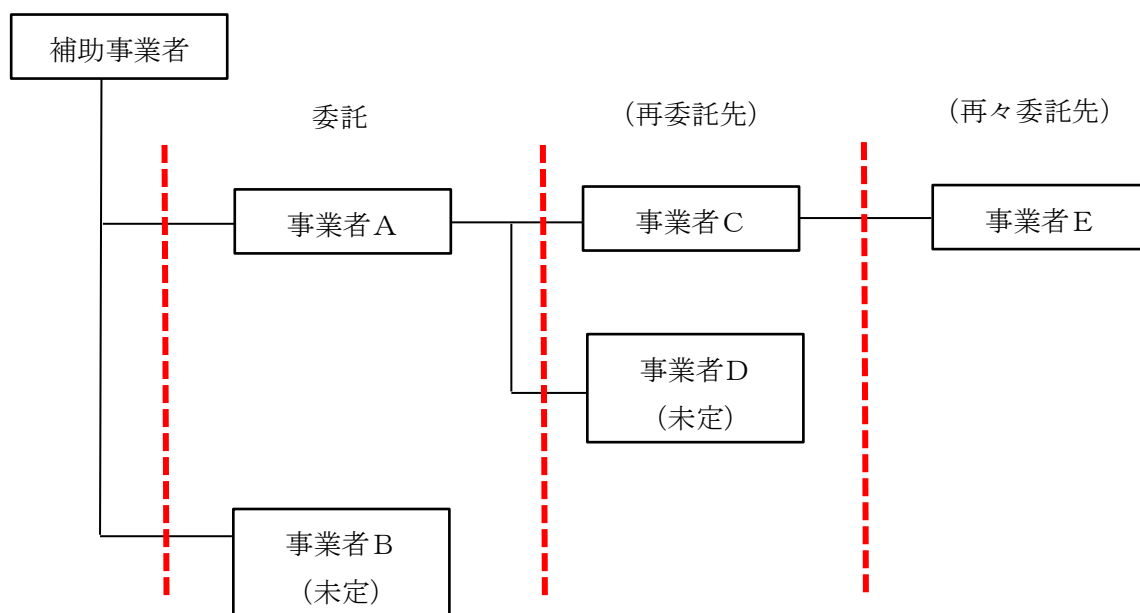 補助事業者
委託
（再委託先）
（再々委託先）
事業者Ａ
事業者Ｃ
事業者Ｅ
事業者Ｄ
（未定）
事業者Ｂ
（未定）